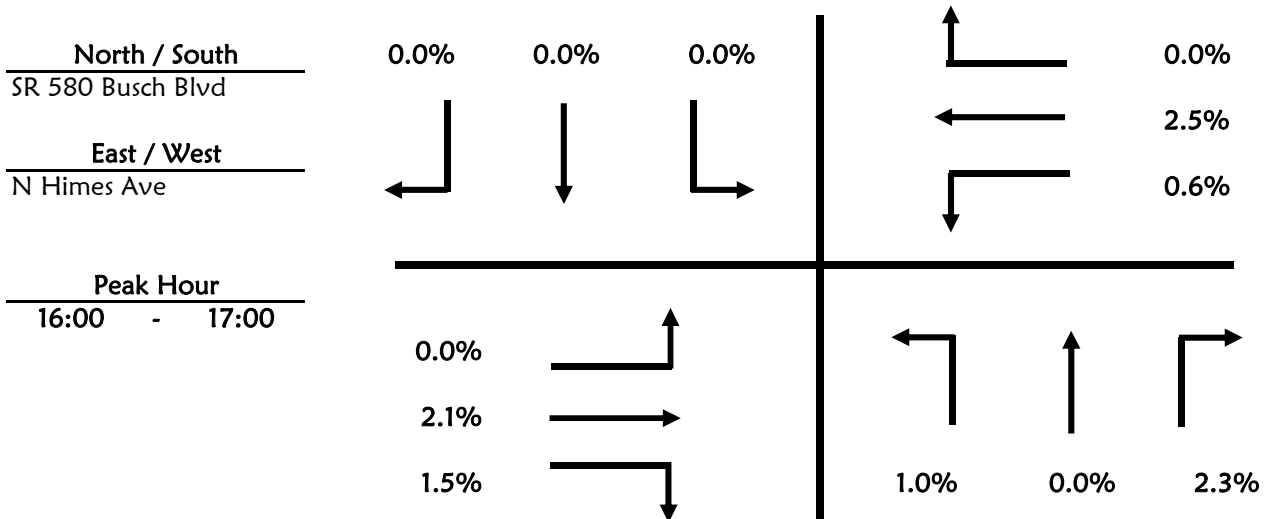 North / South
SR 580 Busch Blvd
East / West
N Himes Ave
Peak Hour
16:00 - 17:00
0.0% 0.0% 0.0%
0.0%
2.5%
0.6%
0.0%
2.1%
1.5%
1.0% 0.0% 2.3%